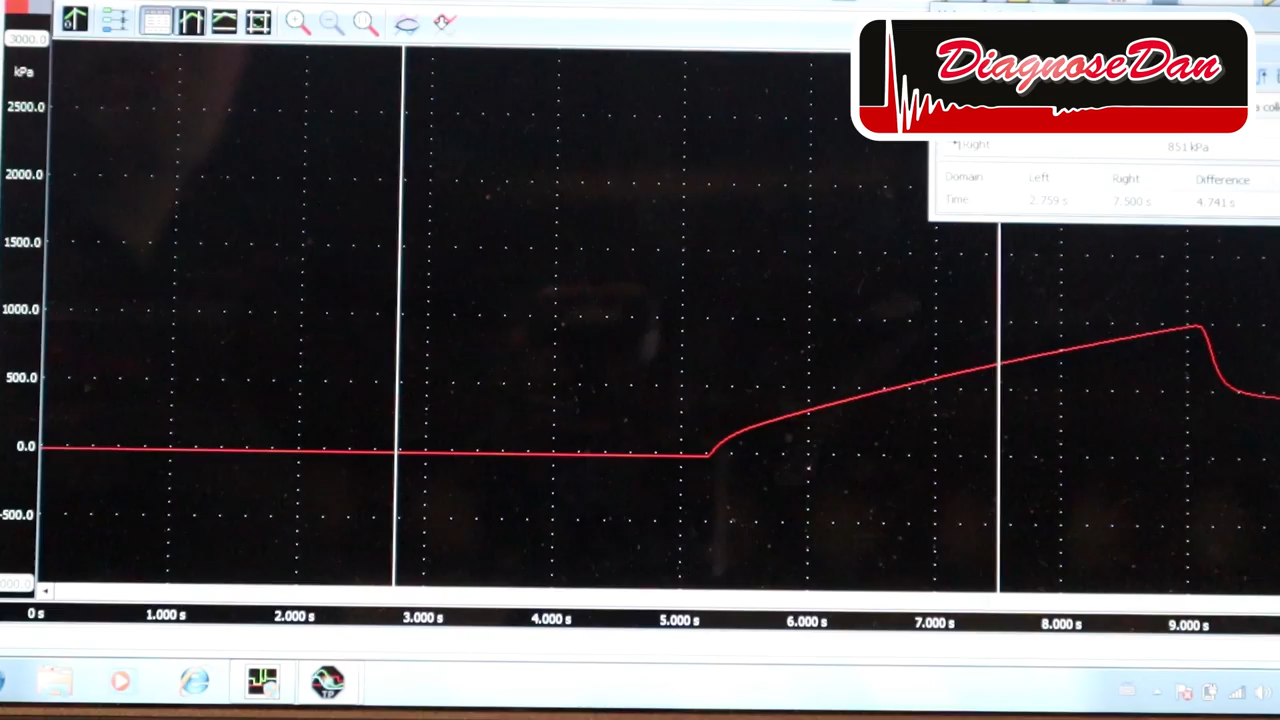 DiagnoseDan
3000.0
kPa
2500.0
2000.0
1500.0
1000.0
500.0
0.0
-500.0
Right 851 kPa
Domain Left Right Difference
Time 2.759 s 7.500 s 4.741 s
0 s 1.000 s 2.000 s 3.000 s 4.000 s 5.000 s 6.000 s 7.000 s 8.000 s 9.000 s
TP